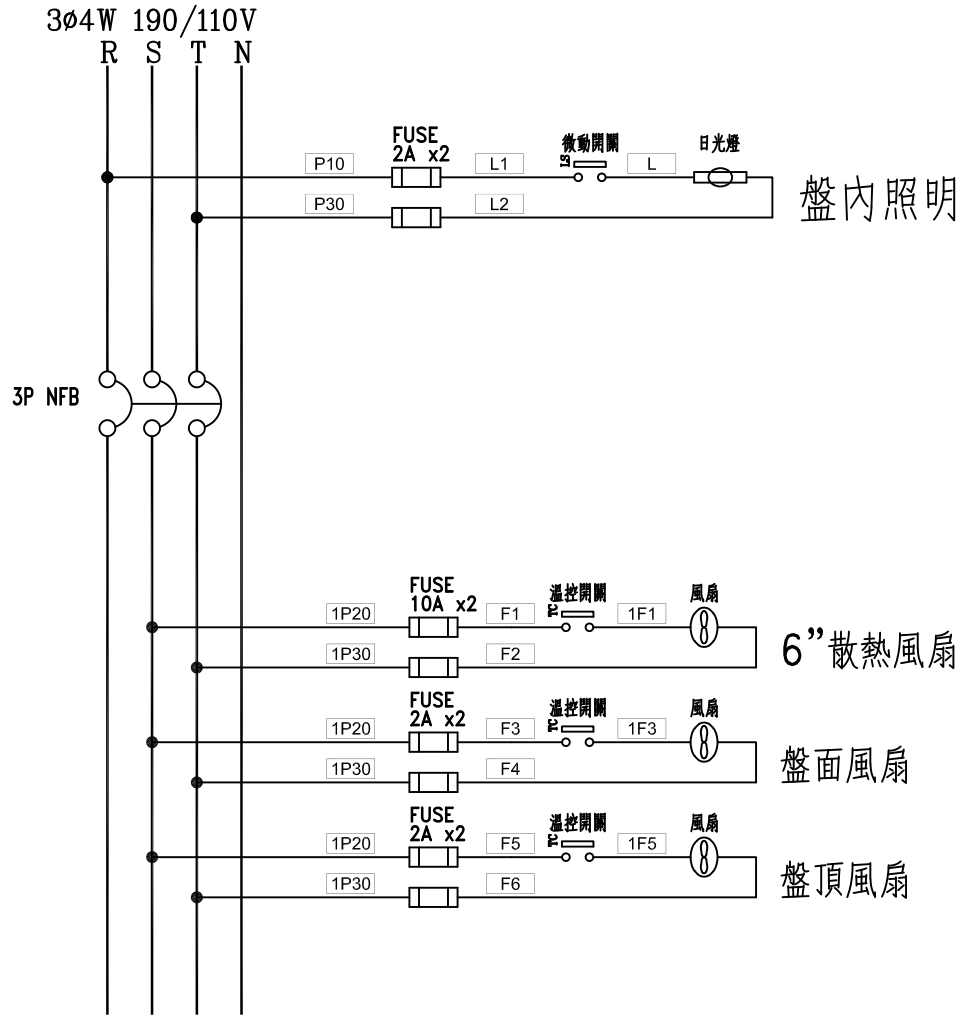 3ø4W 190/110V
R S T N
FUSE
2A x2
微動開關
日光燈
P10 L1 LS L
盤內照明
P30 L2
3P NFB
FUSE
10A x2
溫控開關
風扇
1P20 F1 TC 1F1
6”散熱風扇
1P30 F2
FUSE
2A x2
溫控開關
風扇
1P20 F3 TC 1F3
盤面風扇
1P30 F4
FUSE
2A x2
溫控開關
風扇
1P20 F5 TC 1F5
盤頂風扇
1P30 F6